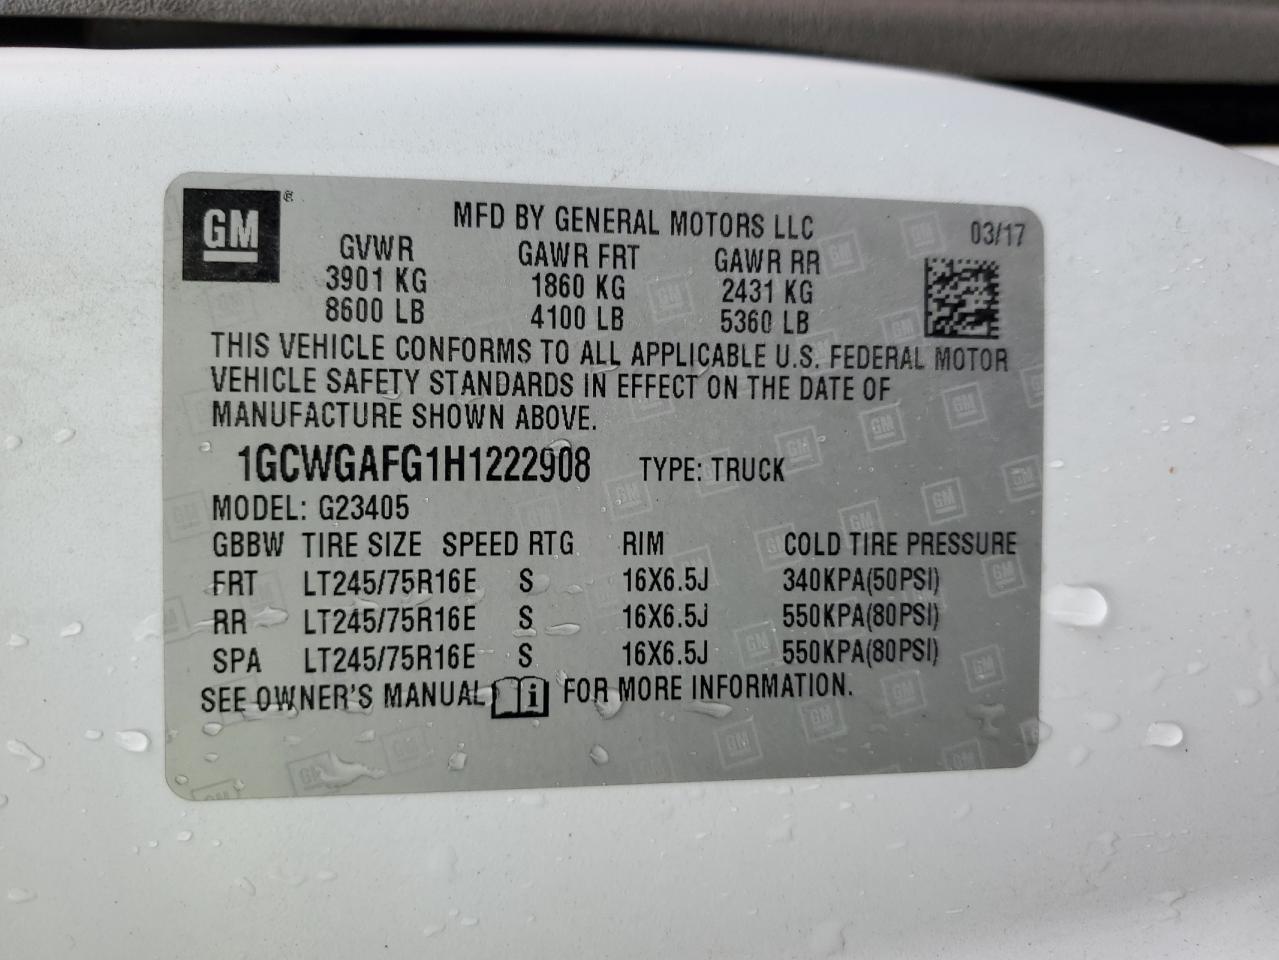 GM ®
MFD BY GENERAL MOTORS LLC 03/17
GVWR GAWR FRT GAWR RR
3901 KG 1860 KG 2431 KG
8600 LB 4100 LB 5360 LB
THIS VEHICLE CONFORMS TO ALL APPLICABLE U.S. FEDERAL MOTOR
VEHICLE SAFETY STANDARDS IN EFFECT ON THE DATE OF
MANUFACTURE SHOWN ABOVE.
1GCWGAFG1H1222908 TYPE: TRUCK
MODEL: G23405
GBBW TIRE SIZE SPEED RTG RIM COLD TIRE PRESSURE
FRT LT245/75R16E S 16X6.5J 340KPA(50PSI)
RR LT245/75R16E S 16X6.5J 550KPA(80PSI)
SPA LT245/75R16E S 16X6.5J 550KPA(80PSI)
SEE OWNER'S MANUAL i FOR MORE INFORMATION.